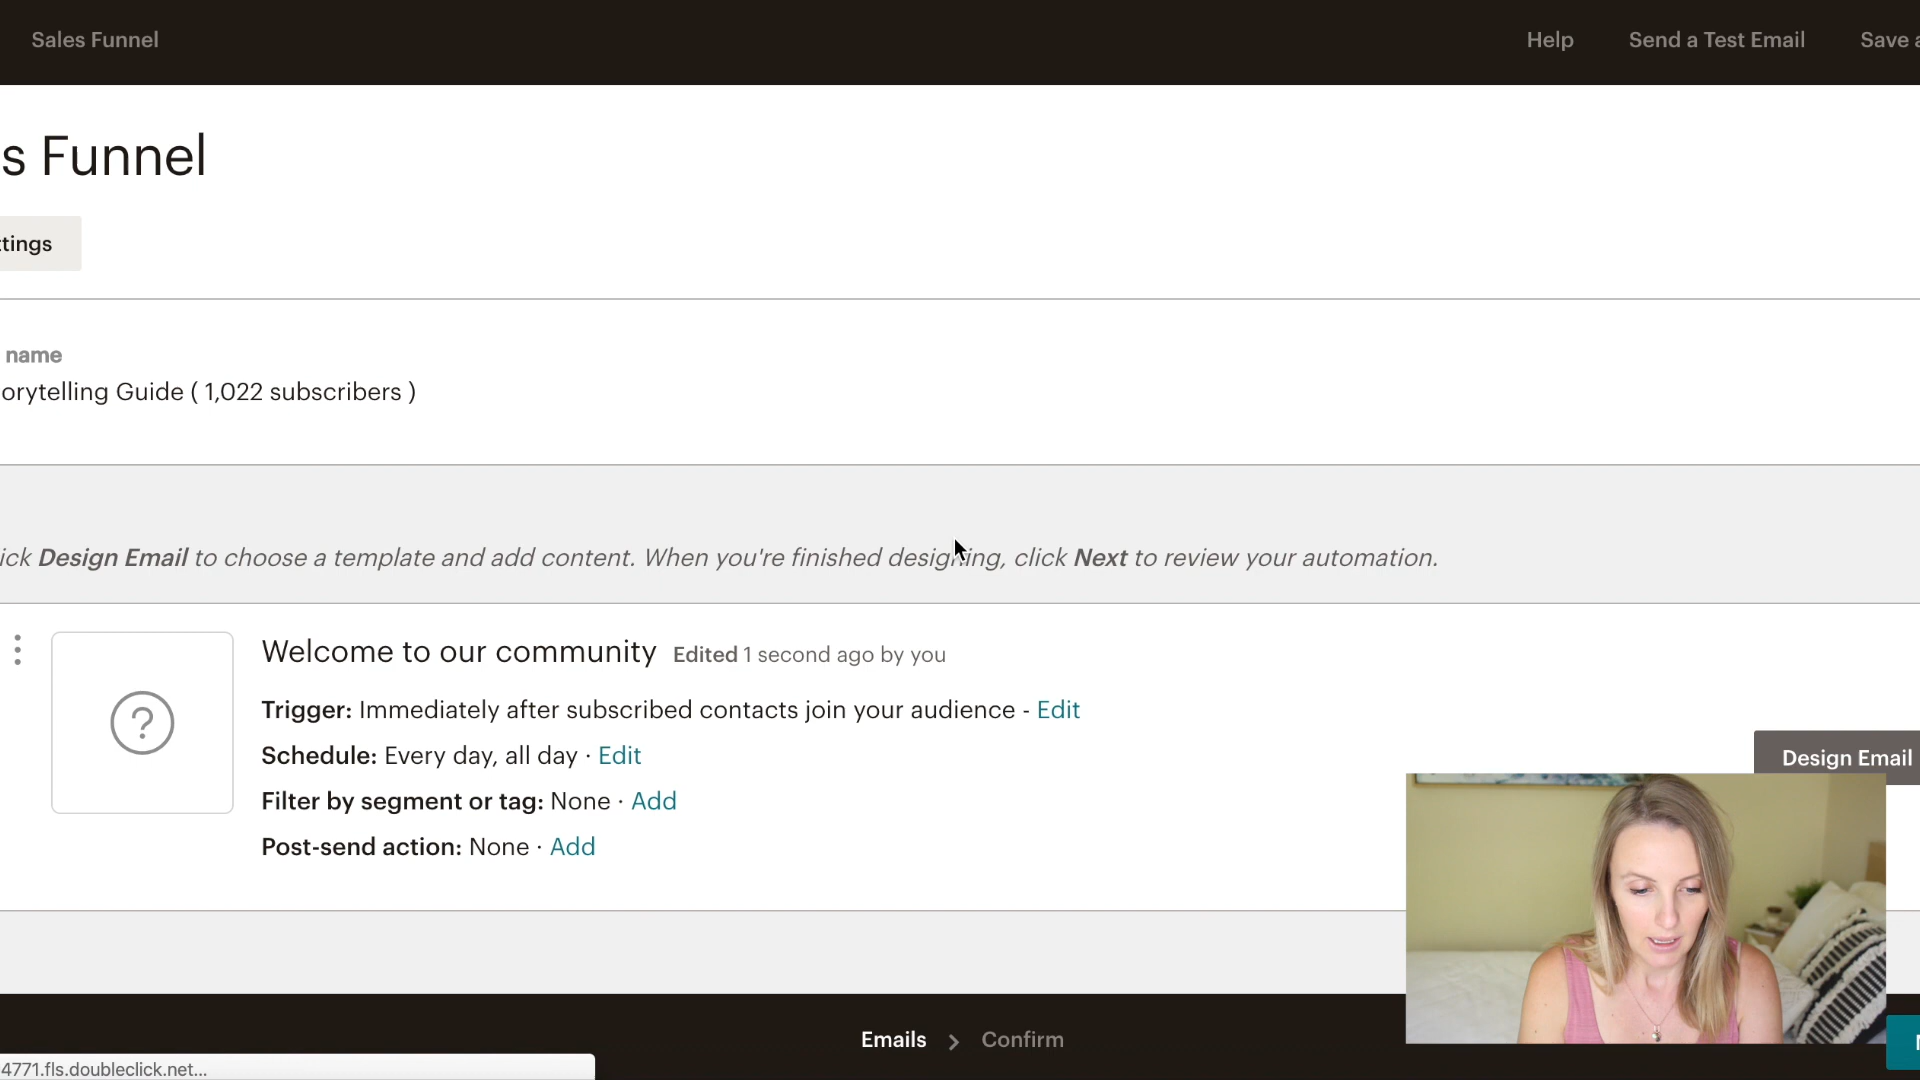 Sales Funnel
Help
Send a Test Email
Save a
s Funnel
tings
name
orytelling Guide ( 1,022 subscribers )
ick Design Email to choose a template and add content. When you're finished designing, click Next to review your automation.
Welcome to our community Edited 1 second ago by you
Trigger: Immediately after subscribed contacts join your audience - Edit
Schedule: Every day, all day · Edit
Filter by segment or tag: None · Add
Post-send action: None · Add
Design Email
Emails > Confirm
4771.fls.doubleclick.net...